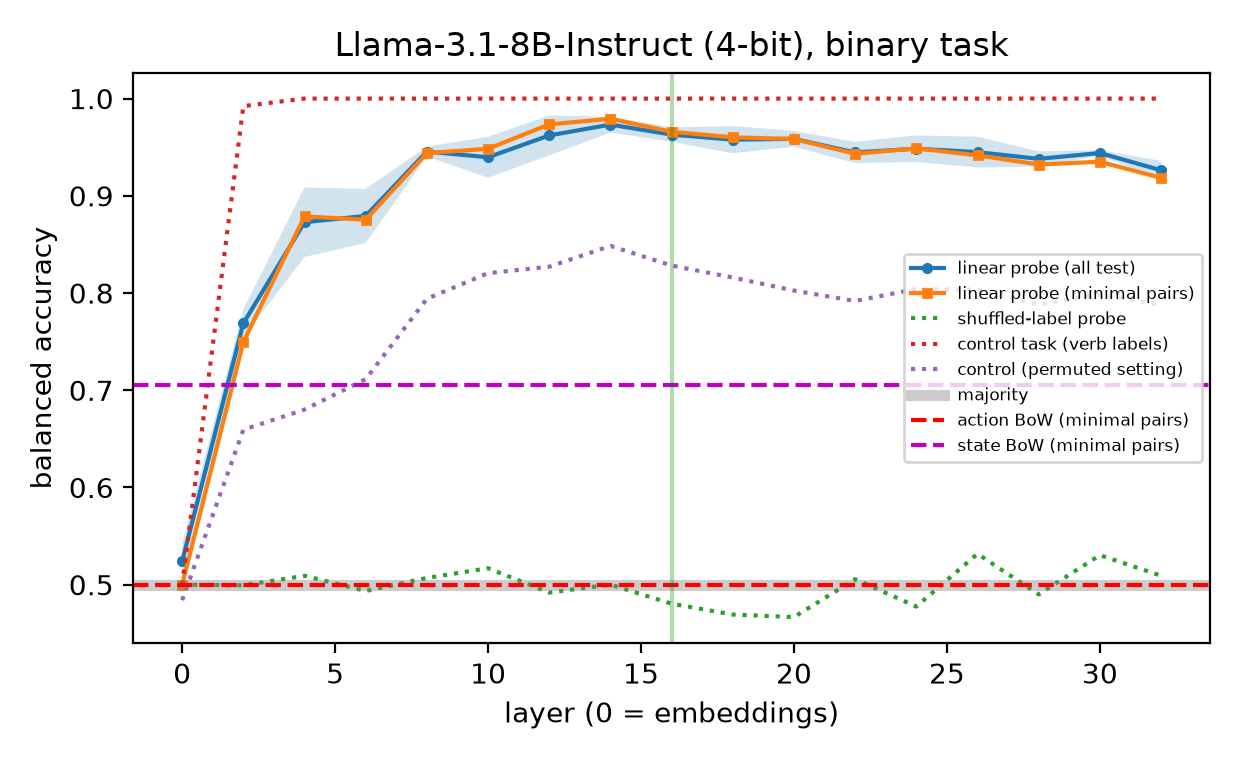 Llama-3.1-8B-Instruct (4-bit), binary task
balanced accuracy
1.0
0.9
0.8
0.7
0.6
0.5
linear probe (all test)
linear probe (minimal pairs)
shuffled-label probe
control task (verb labels)
control (permuted setting)
majority
action BoW (minimal pairs)
state BoW (minimal pairs)
0 5 10 15 20 25 30
layer (0 = embeddings)